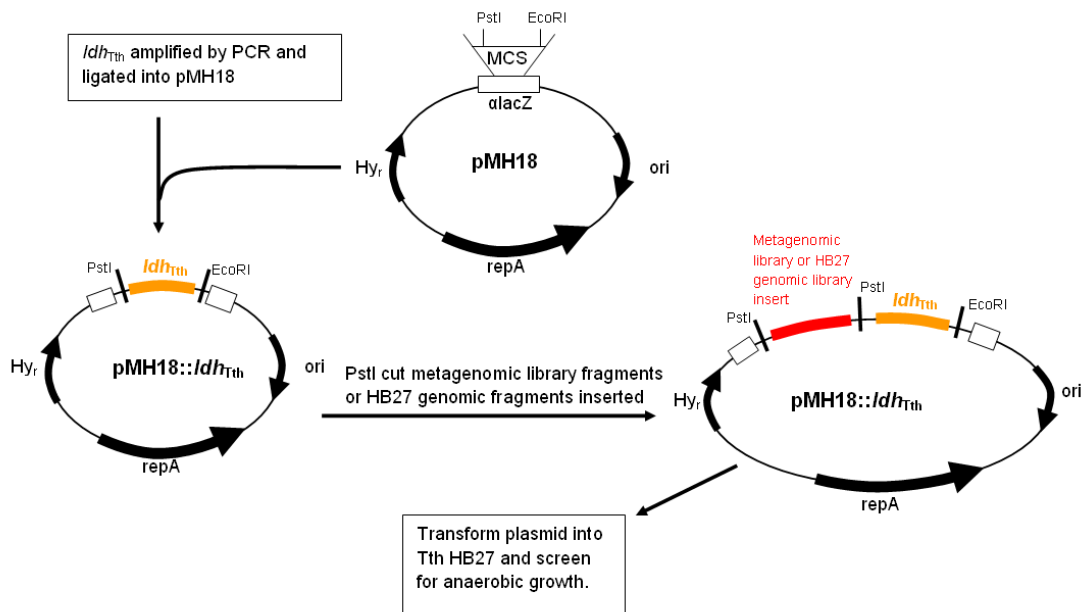 ldhTth amplified by PCR and
ligated into pMH18
PstI EcoRI
MCS
αlacZ
pMH18
Hyr
ori
repA
PstI
ldhTth
EcoRI
Hyr
pMH18::ldhTth
ori
repA
PstI cut metagenomic library fragments
or HB27 genomic fragments inserted
Metagenomic
library or HB27
genomic library
insert
PstI
PstI
ldhTth
EcoRI
Hyr
pMH18::ldhTth
ori
repA
Transform plasmid into
Tth HB27 and screen
for anaerobic growth.